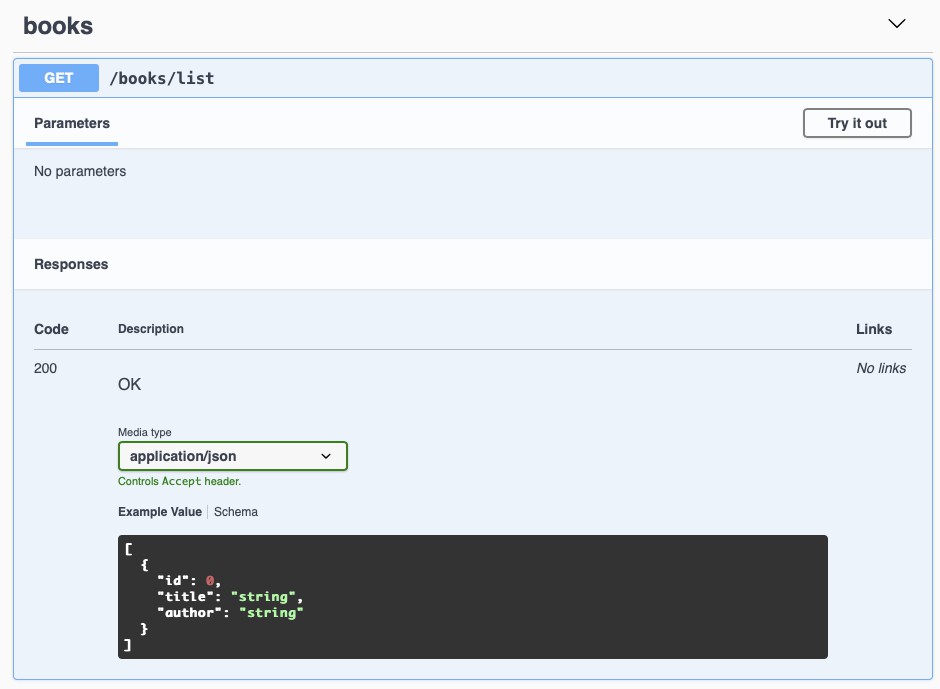 books
GET /books/list
Parameters Try it out
No parameters
Responses
Code Description Links
200 OK No links
Media type
application/json
Controls Accept header.
Example Value Schema
[
  {
    "id": 0,
    "title": "string",
    "author": "string"
  }
]